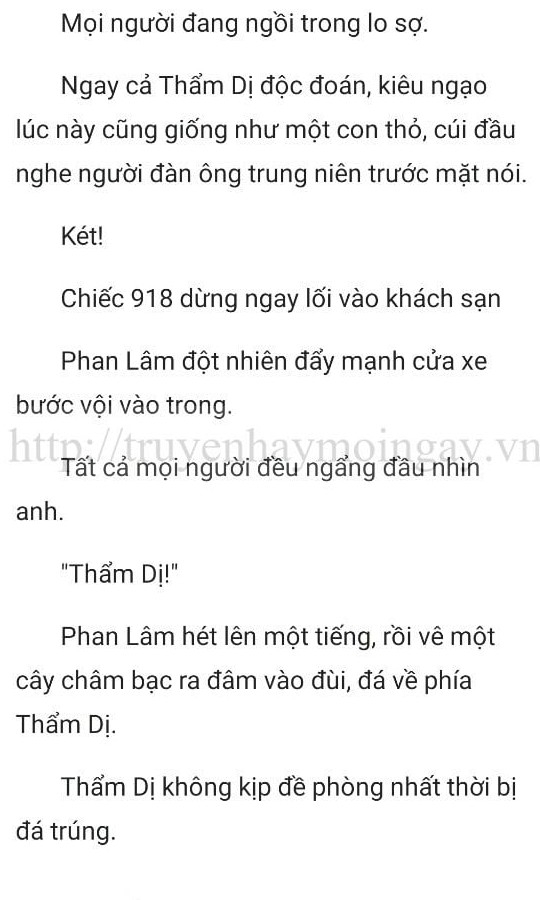 Mọi người đang ngồi trong lo sợ.
Ngay cả Thẩm Dị độc đoán, kiêu ngạo
lúc này cũng giống như một con thỏ, cúi đầu
nghe người đàn ông trung niên trước mặt nói.
Két!
Chiếc 918 dừng ngay lối vào khách sạn
Phan Lâm đột nhiên đẩy mạnh cửa xe
bước vội vào trong.
http://truyenhaymoingay.vn
Tất cả mọi người đều ngẩng đầu nhìn
anh.
"Thẩm Dị!"
Phan Lâm hét lên một tiếng, rồi vê một
cây châm bạc ra đâm vào đùi, đá về phía
Thẩm Dị.
Thẩm Dị không kịp đề phòng nhất thời bị
đá trúng.